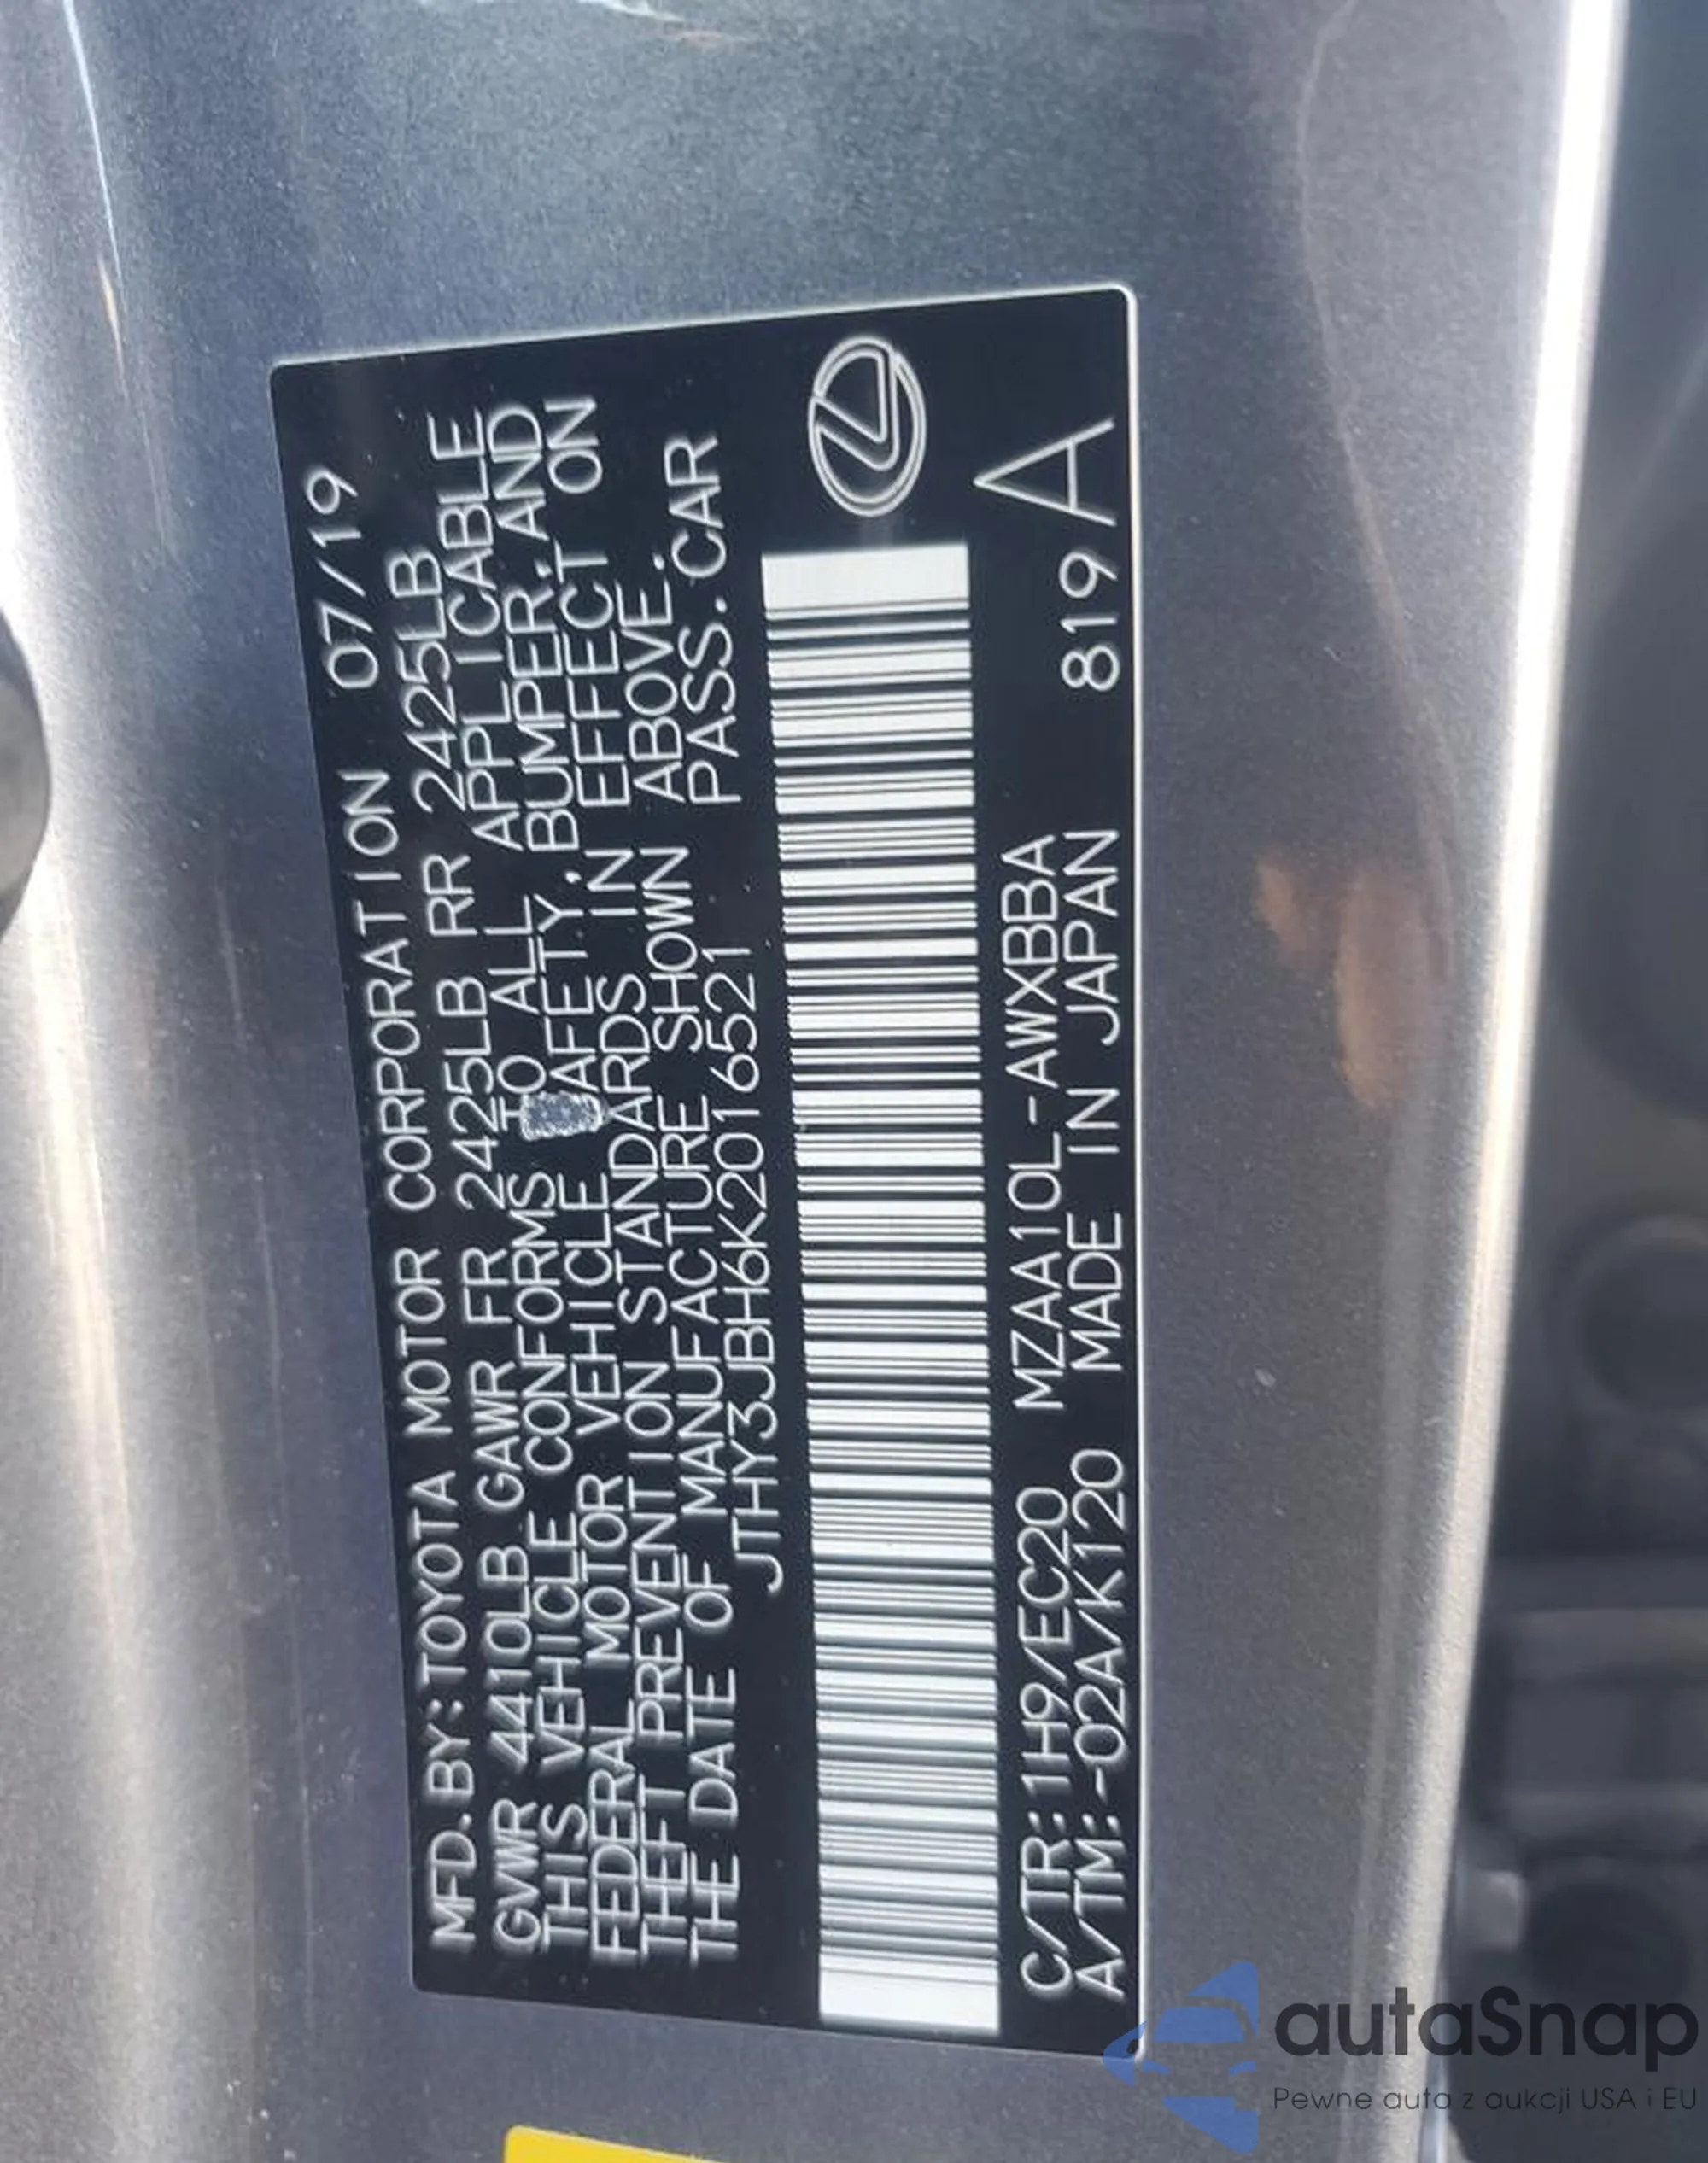 MFD.BY:TOYOTA MOTOR CORPORATION 07/19
GVWR 4410LB GAWR FR 2425LB RR 2425LB
THIS VEHICLE CONFORMS TO ALL APPLICABLE
FEDERAL MOTOR VEHICLE SAFETY,BUMPER,AND
THEFT PREVENTION STANDARDS IN EFFECT ON
THE DATE OF MANUFACTURE SHOWN ABOVE.
JTHY3JBH6K2016521 PASS.CAR
C/TR:1H9/EC20 MZAA10L-AWXBBA
A/TM:-02A/K120 MADE IN JAPAN 819 A
autaSnap
Pewne auta z aukcji USA i EU